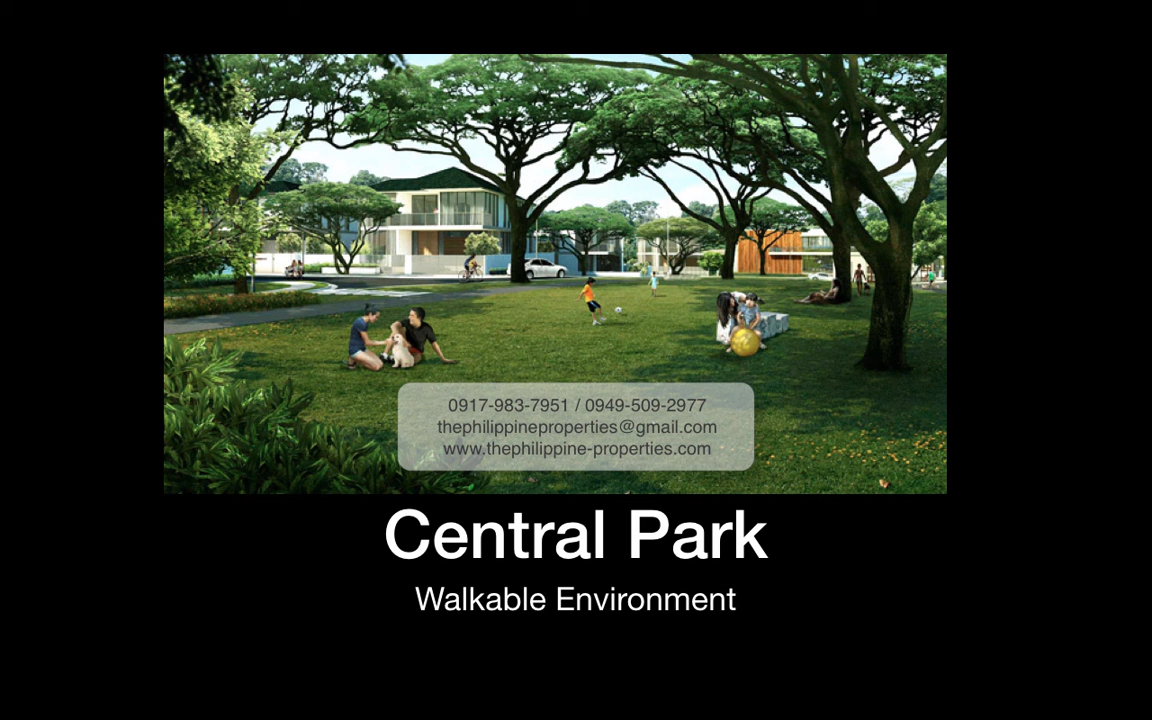 0917-983-7951 / 0949-509-2977
thephilippineproperties@gmail.com
www.thephilippine-properties.com
Central Park
Walkable Environment